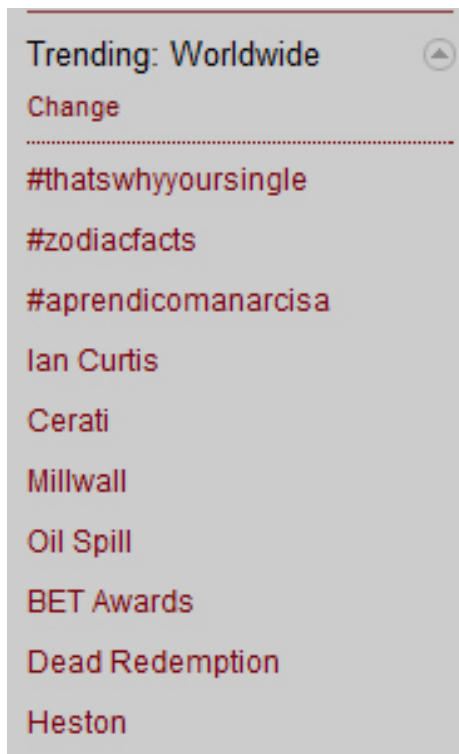 Trending: Worldwide
Change
#thatswhyyoursingle
#zodiacfacts
#aprendicomanarcisa
Ian Curtis
Cerati
Millwall
Oil Spill
BET Awards
Dead Redemption
Heston